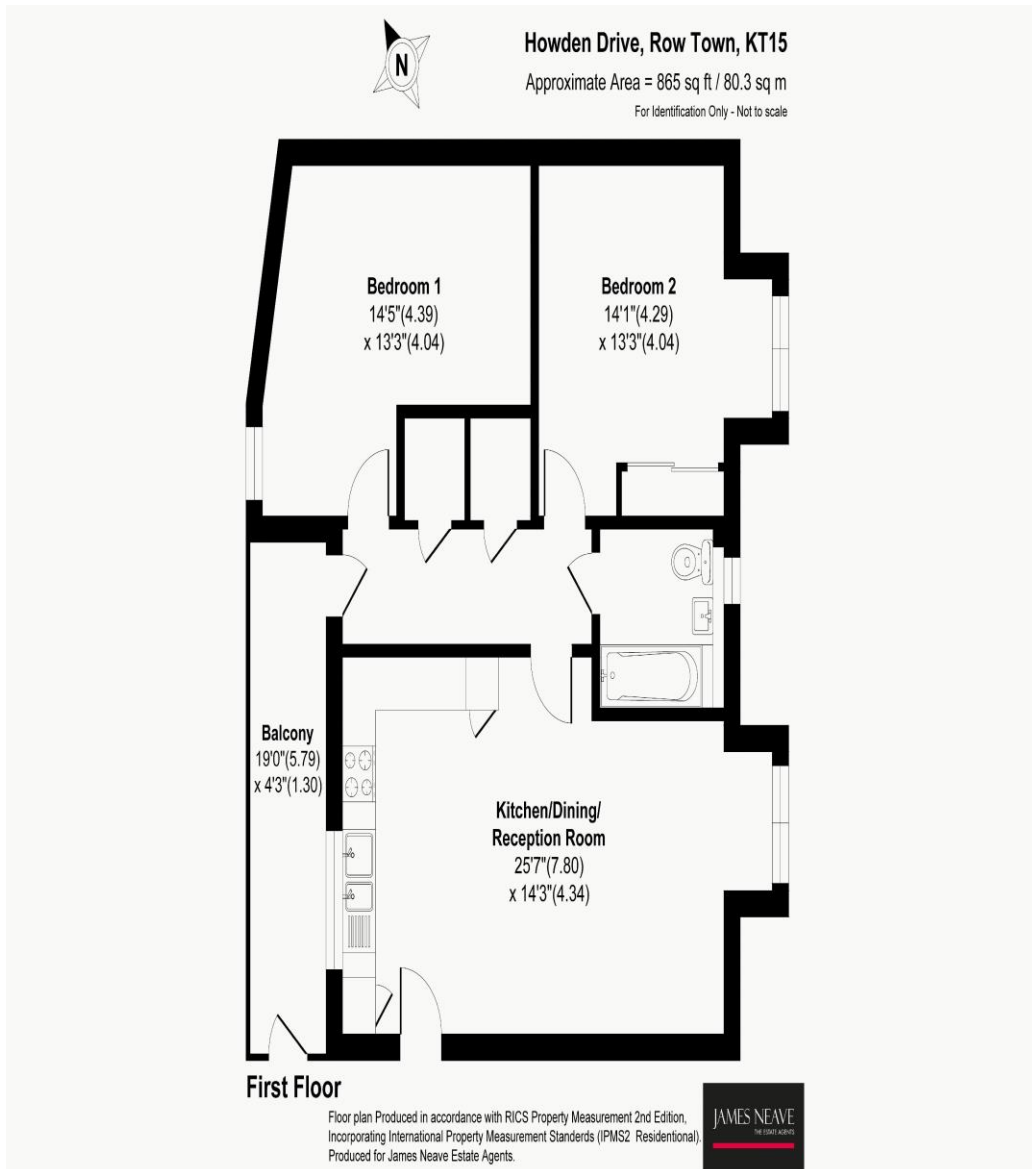 N
Howden Drive, Row Town, KT15
Approximate Area = 865 sq ft / 80.3 sq m
For Identification Only - Not to scale
Bedroom 1
14'5"(4.39)
x 13'3"(4.04)
Bedroom 2
14'1"(4.29)
x 13'3"(4.04)
Balcony
19'0"(5.79)
x 4'3"(1.30)
Kitchen/Dining/
Reception Room
25'7"(7.80)
x 14'3"(4.34)
First Floor
Floor plan Produced in accordance with RICS Property Measurement 2nd Edition,
Incorporating International Property Measurement Standards (IPMS2 Residentional).
Produced for James Neave Estate Agents.
JAMES NEAVE
THE ESTATE AGENTS